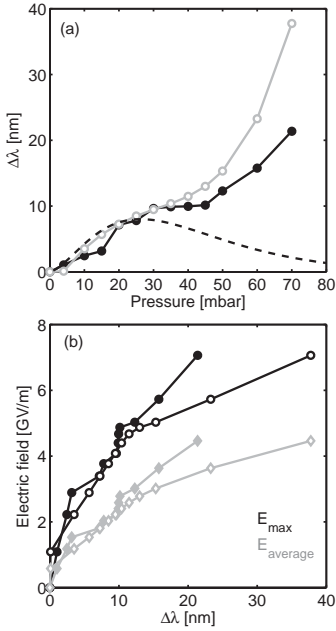 (a)
40
30
20
10
0
Δλ [nm]
0 10 20 30 40 50 60 70 80
Pressure [mbar]
(b)
8
6
4
2
0
Electric field [GV/m]
E_max
E_average
0 10 20 30 40
Δλ [nm]